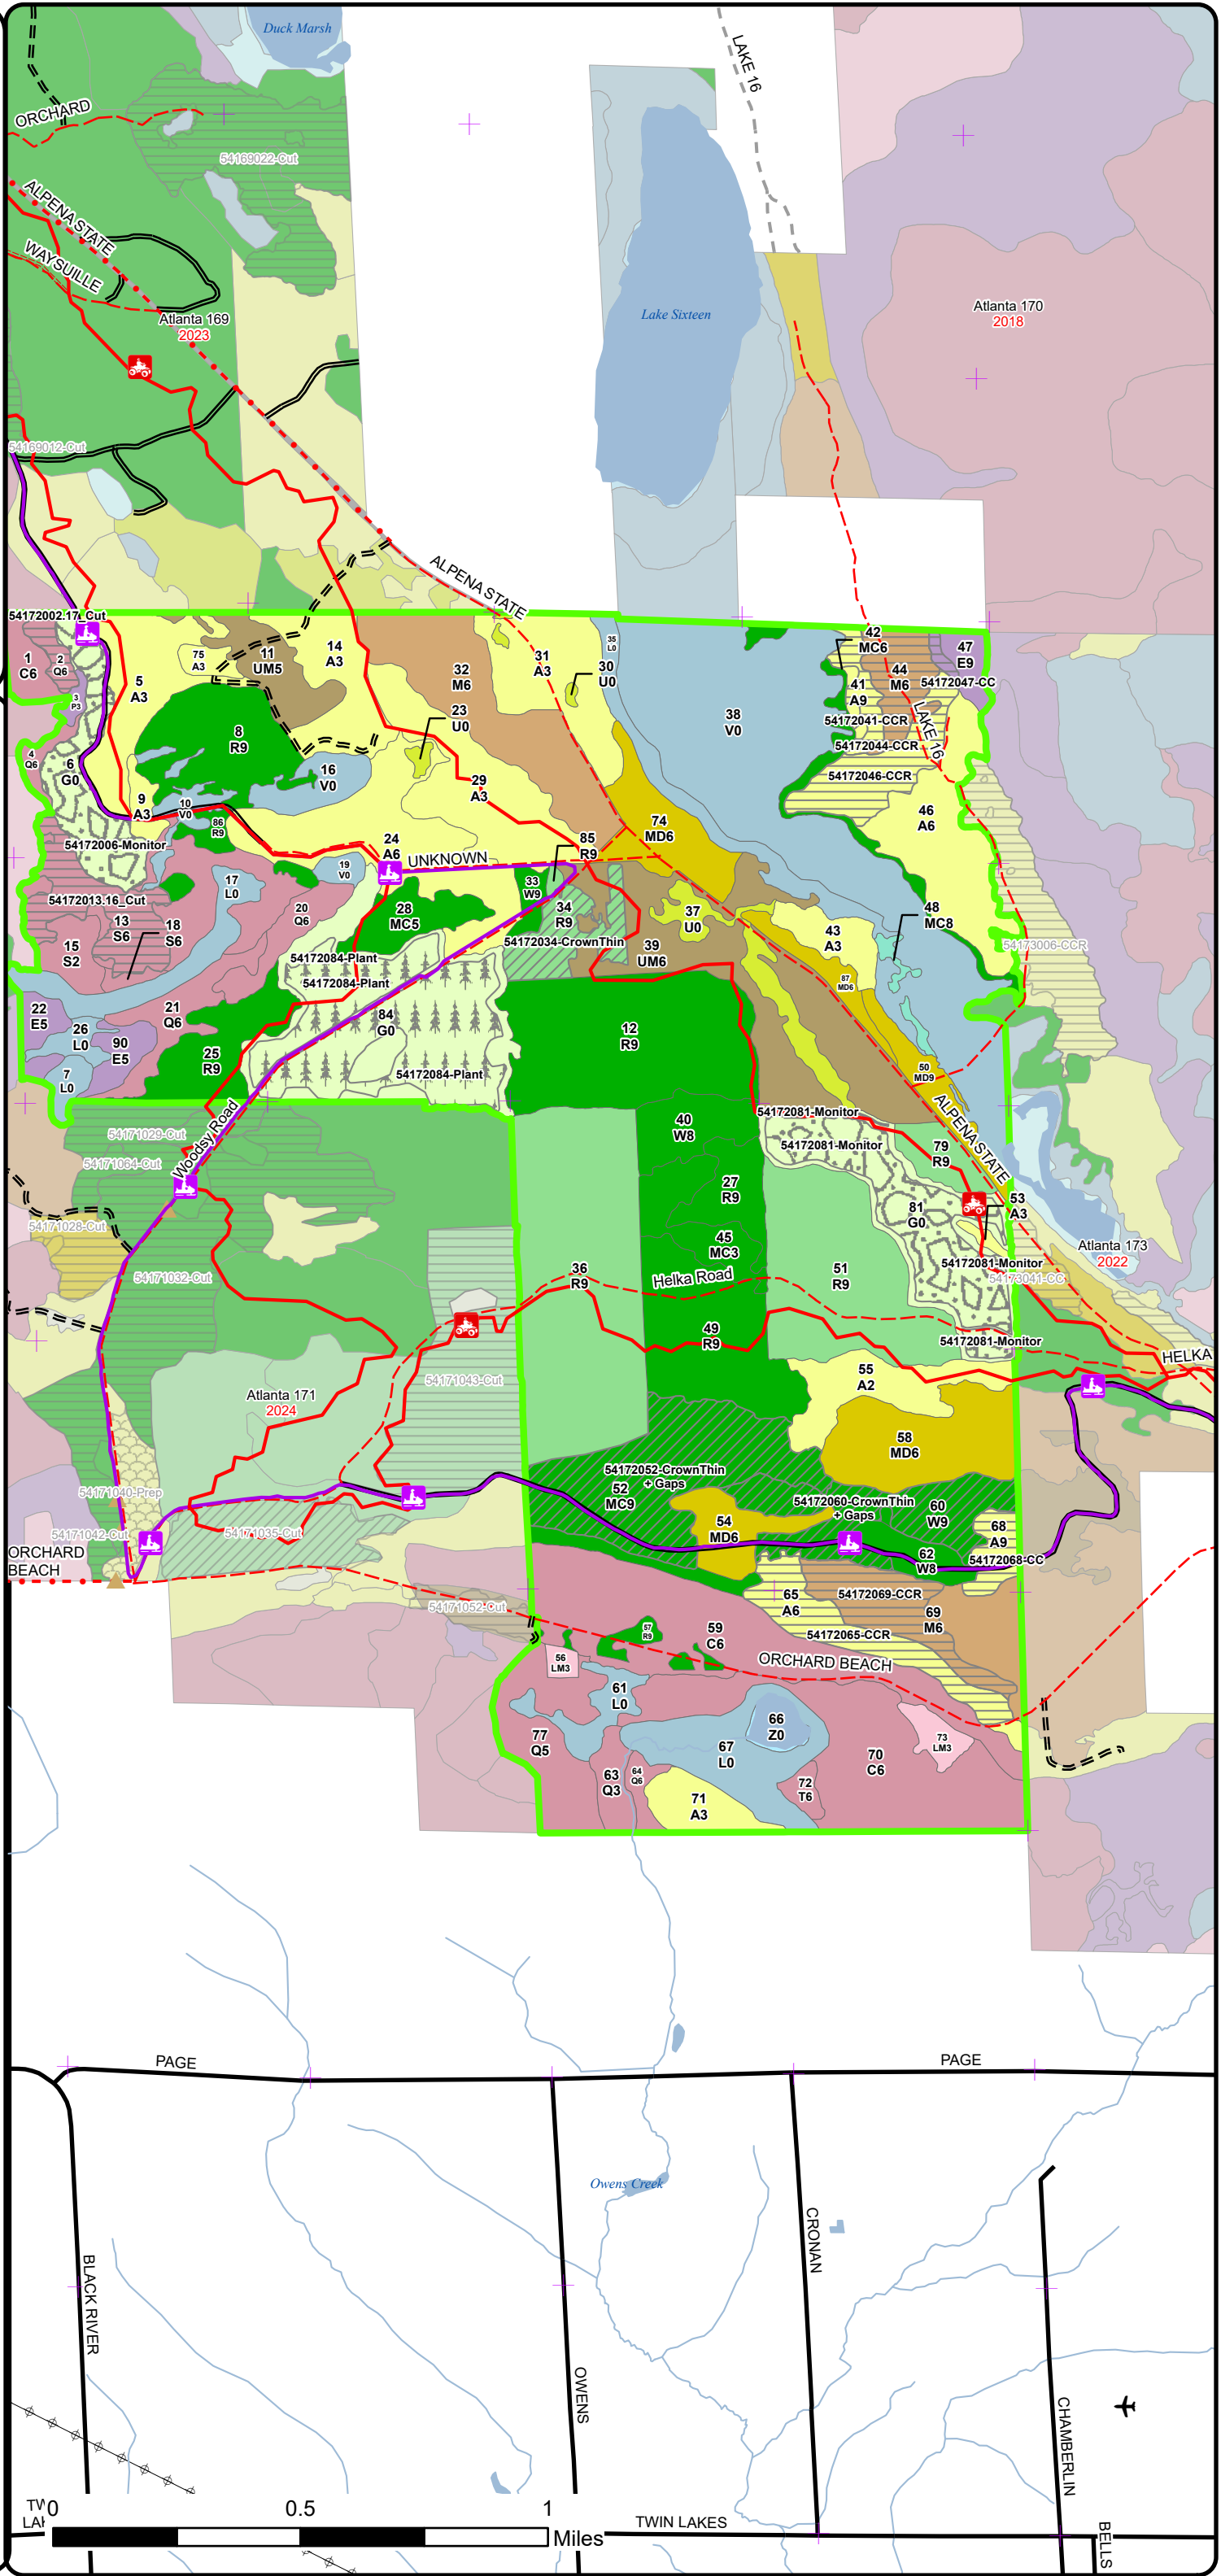 Duck Marsh
LAKE 16
ORCHARD
54169022-Cut
ALPENA STATE
WAYSUILLE
Atlanta 169
2023
Lake Sixteen
Atlanta 170
2018
54169012-Cut
ALPENA STATE
54172002.17_Cut
1
C6
2
Q6
3
P3
4
Q6
5
A3
75
A3
11
UM5
14
A3
32
M6
31
A3
30
U0
35
L0
42
MC6
47
E9
44
M6
54172047-CC
41
A9
54172041-CCR
LAKE 16
54172044-CCR
54172046-CCR
38
V0
23
U0
8
R9
6
G0
16
V0
29
A3
9
A3
10
V0
86
R9
46
A6
74
MD6
54172006-Monitor
24
A6
UNKNOWN
85
R9
19
V0
17
L0
33
W9
54172013.16_Cut
13
S6
18
S6
20
Q6
28
MC5
34
R9
37
U0
48
MC8
43
A3
15
S2
54172034-CrownThin
39
UM6
54173006-CCR
54172084-Plant
54172084-Plant
87
MD6
22
E5
21
Q6
84
G0
26
L0
90
E5
12
R9
25
R9
7
L0
54172084-Plant
50
MD9
54171029-Cut
Woodsy Road
54172081-Monitor
ALPENA STATE
40
W8
54172081-Monitor
79
R9
54171064-Cut
27
R9
53
A3
81
G0
54171028-Cut
45
MC3
Atlanta 173
2022
54171032-Cut
36
R9
Helka Road
51
R9
54172081-Monitor
54173041-CC
49
R9
54172081-Monitor
HELKA
55
A2
54171043-Cut
Atlanta 171
2024
58
MD6
54172052-CrownThin
+ Gaps
52
MC9
54171040-Prep
54172060-CrownThin
+ Gaps
60
W9
54
MD6
68
A9
54171042-Cut
54171035-Cut
62
W8
54172068-CC
ORCHARD
BEACH
65
A6
54172069-CCR
54171052-Cut
69
M6
57
R9
59
C6
54172065-CCR
56
LM3
ORCHARD BEACH
61
L0
66
Z0
77
Q5
67
L0
70
C6
73
LM3
63
Q3
64
Q6
72
T6
71
A3
PAGE
PAGE
Owens Creek
CRONAN
BLACK RIVER
OWENS
CHAMBERLIN
0
0.5
1
Miles
TWIN LAKES
BELLS